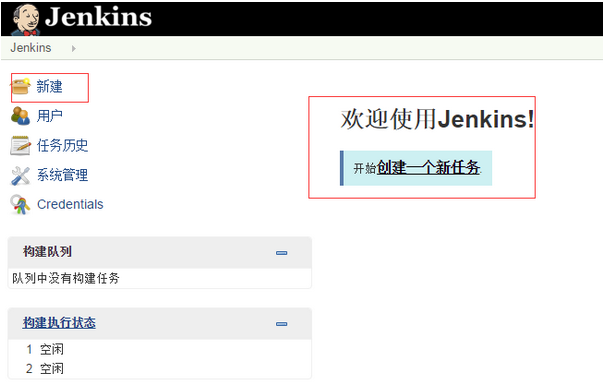 Jenkins
Jenkins
新建
用户
任务历史
系统管理
Credentials
构建队列
队列中没有构建任务
构建执行状态
1 空闲
2 空闲
欢迎使用Jenkins!
开始创建一个新任务.